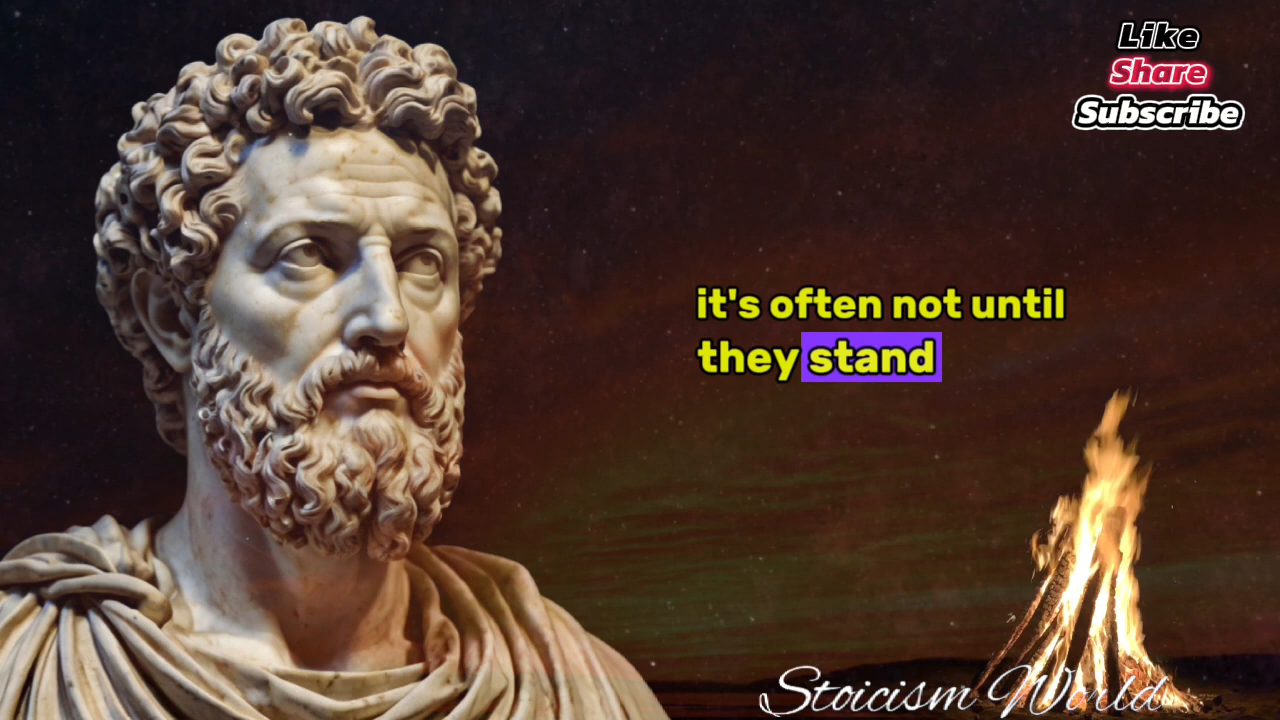 Like
Share
Subscribe
it's often not until
they stand
Stoicism World